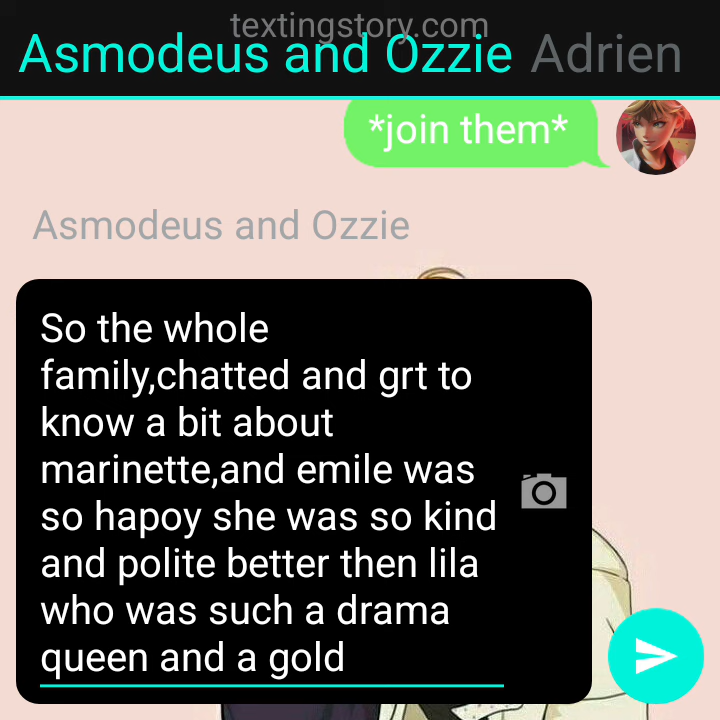 textingstory.com
Asmodeus and Ozzie Adrien
*join them*
Asmodeus and Ozzie
So the whole
family,chatted and grt to
know a bit about
marinette,and emile was
so hapoy she was so kind
and polite better then lila
who was such a drama
queen and a gold